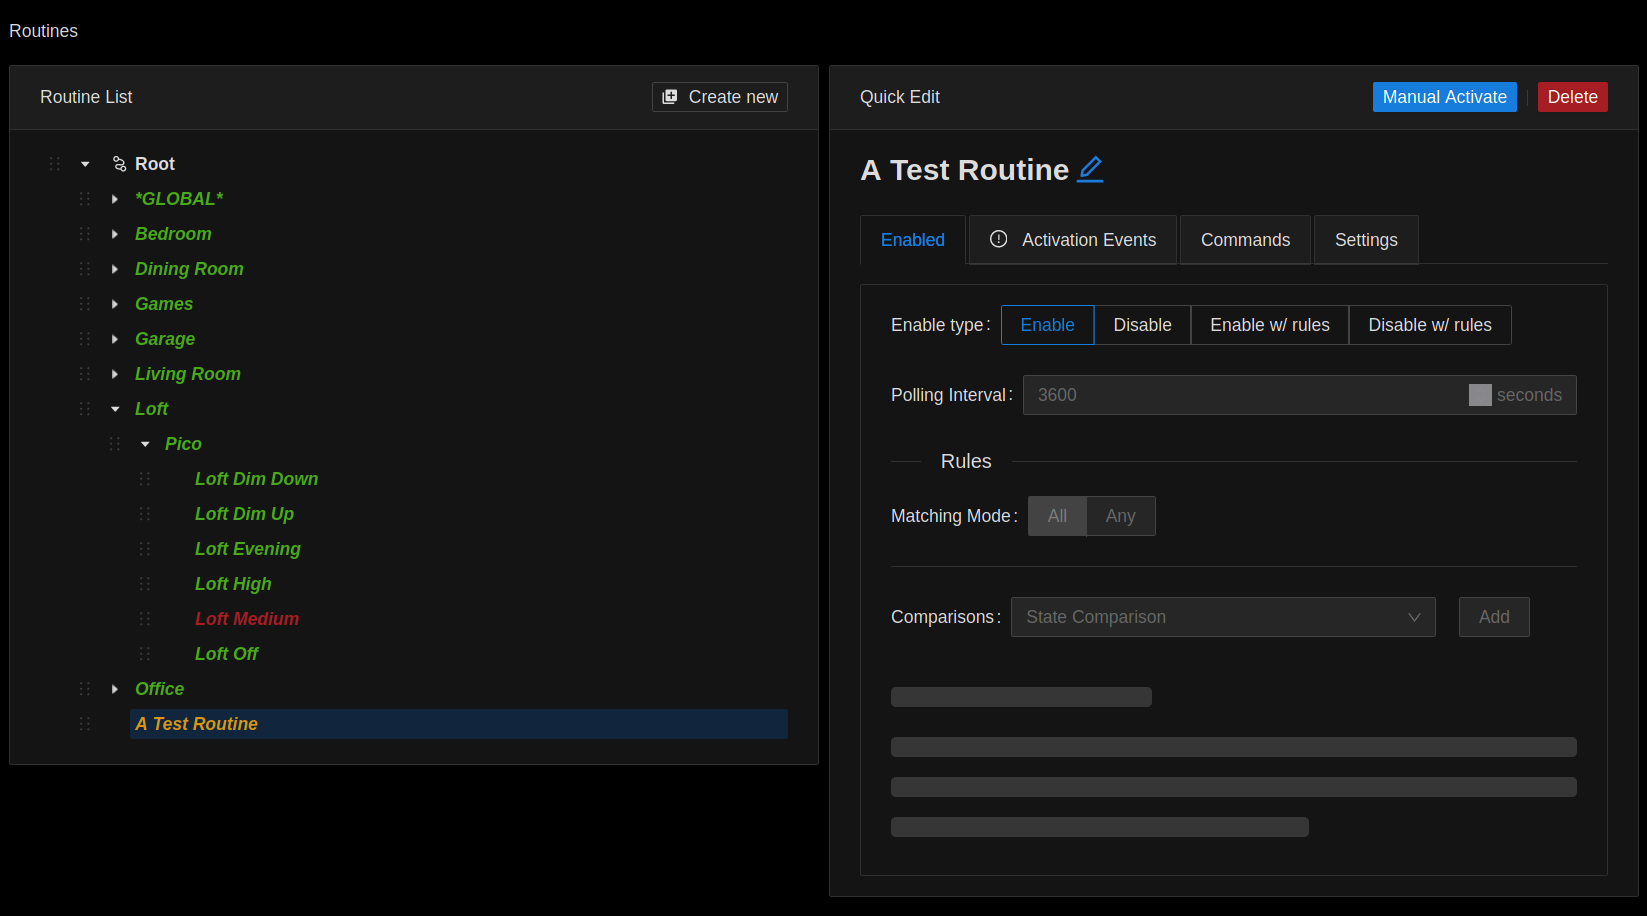 Routines
Routine List
Create new
Root
*GLOBAL*
Bedroom
Dining Room
Games
Garage
Living Room
Loft
Pico
Loft Dim Down
Loft Dim Up
Loft Evening
Loft High
Loft Medium
Loft Off
Office
A Test Routine
Quick Edit
Manual Activate
Delete
A Test Routine
Enabled
Activation Events
Commands
Settings
Enable type: Enable Disable Enable w/ rules Disable w/ rules
Polling Interval: 3600 seconds
Rules
Matching Mode: All Any
Comparisons: State Comparison Add